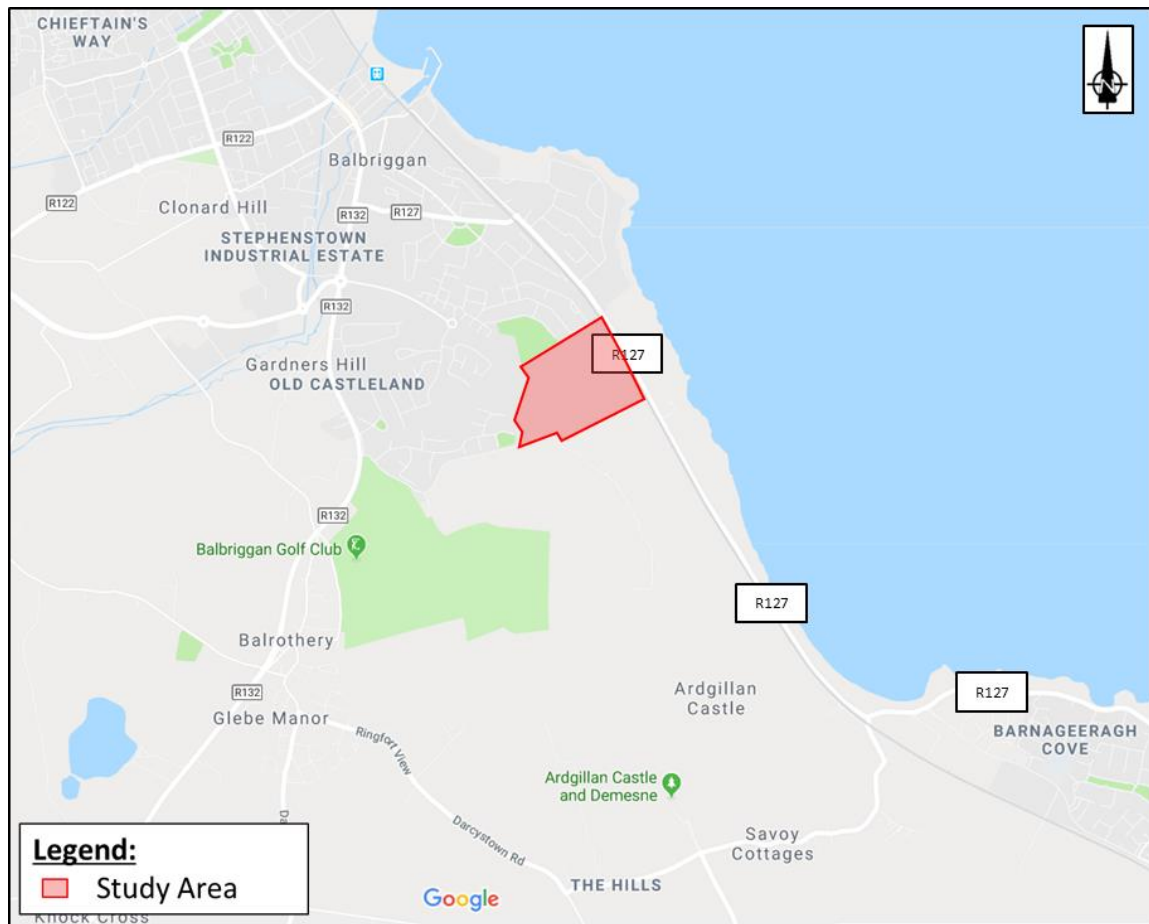 CHIEFTAIN'S
WAY
N
R122
Balbriggan
R122
Clonard Hill
R132
R127
STEPHENSTOWN
INDUSTRIAL ESTATE
R132
R127
Gardners Hill
OLD CASTLELAND
R132
Balbriggan Golf Club
R127
Balrothery
Ardgillan
Castle
R132
R127
Glebe Manor
BARNAGEERAGH
COVE
Ringfort View
Ardgillan Castle
and Demesne
Darcystown Rd
Savoy
Cottages
Legend:
Study Area
THE HILLS
Google
Knock Cross